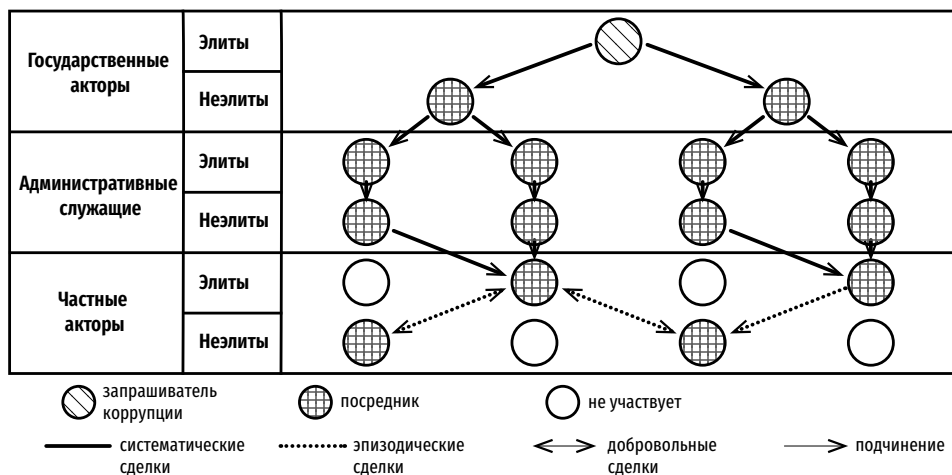 Государственные
акторы
Элиты
Неэлиты
Административные
служащие
Элиты
Неэлиты
Частные
акторы
Элиты
Неэлиты
запрашиватель
коррупции
посредник
не участвует
систематические
сделки
эпизодические
сделки
добровольные
сделки
подчинение